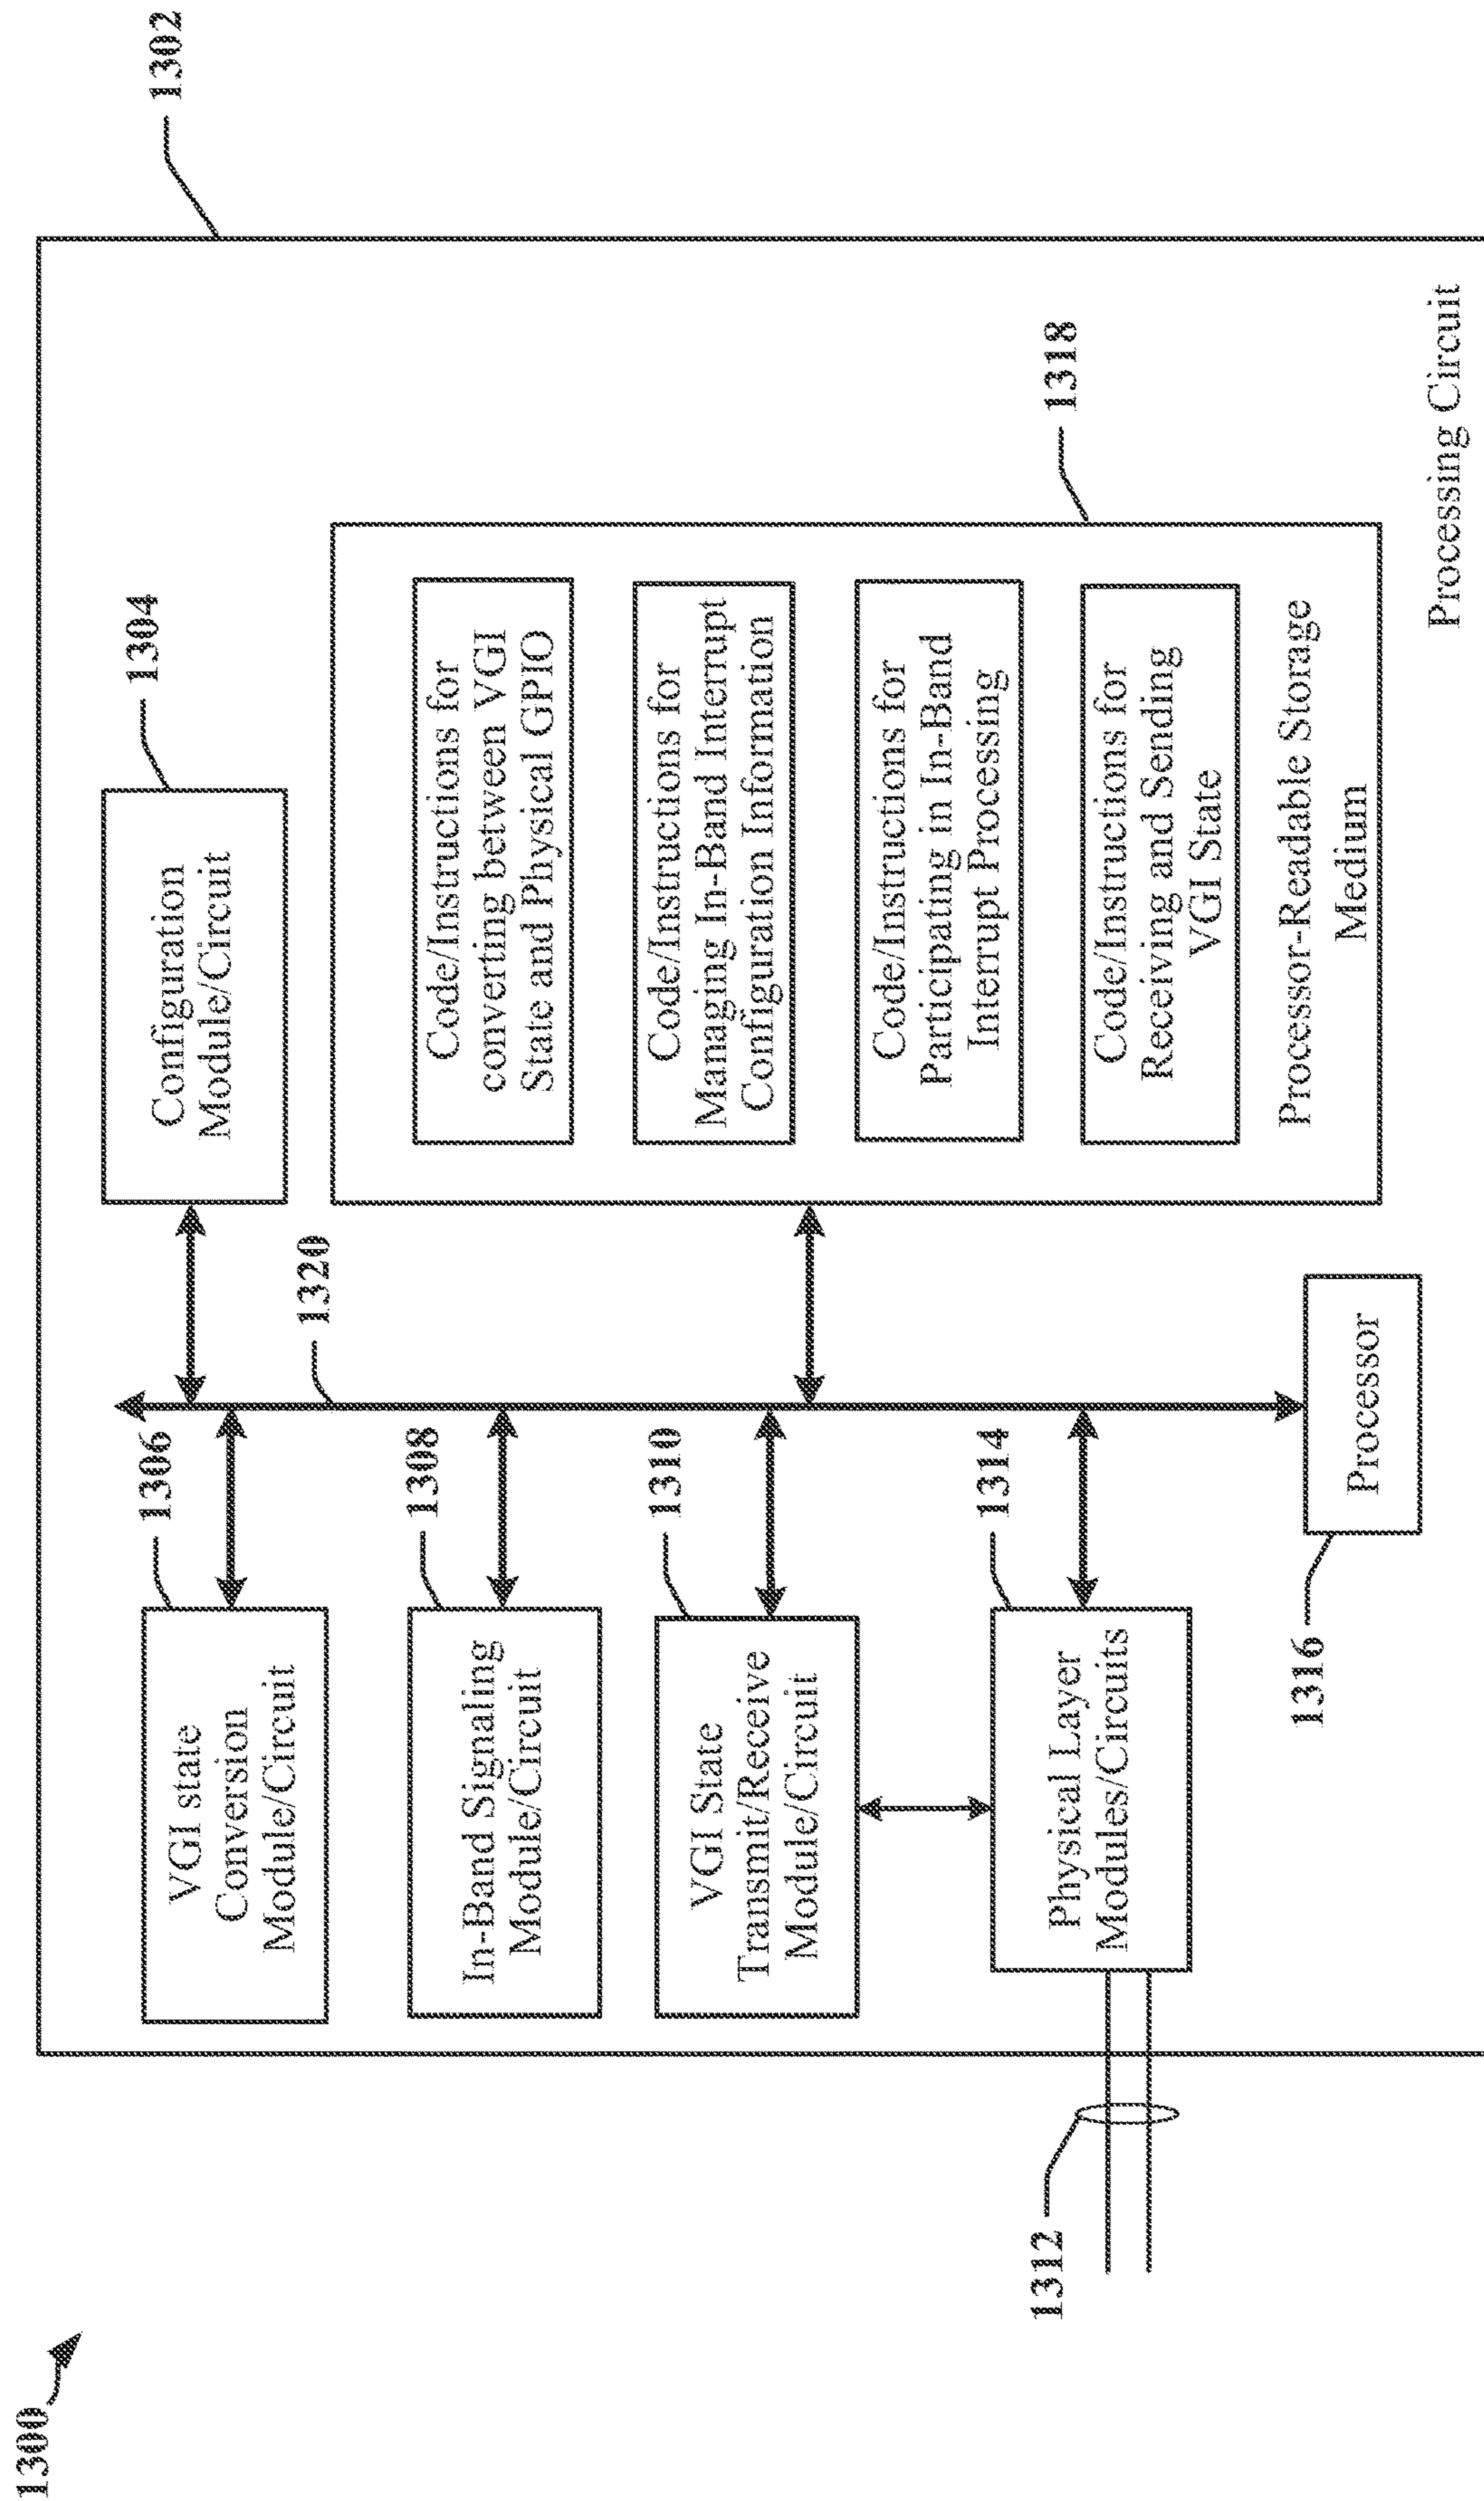 1300
1302
1304
Configuration
Module/Circuit
1306
VGI state
Conversion
Module/Circuit
1320
1308
In-Band Signaling
Module/Circuit
1310
VGI State
Transmit/Receive
Module/Circuit
1312
1314
Physical Layer
Modules/Circuits
1316
Processor
1318
Code/Instructions for
converting between VGI
State and Physical GPIO
Code/Instructions for
Managing In-Band Interrupt
Configuration Information
Code/Instructions for
Participating in In-Band
Interrupt Processing
Code/Instructions for
Receiving and Sending
VGI State
Processor-Readable Storage
Medium
Processing Circuit